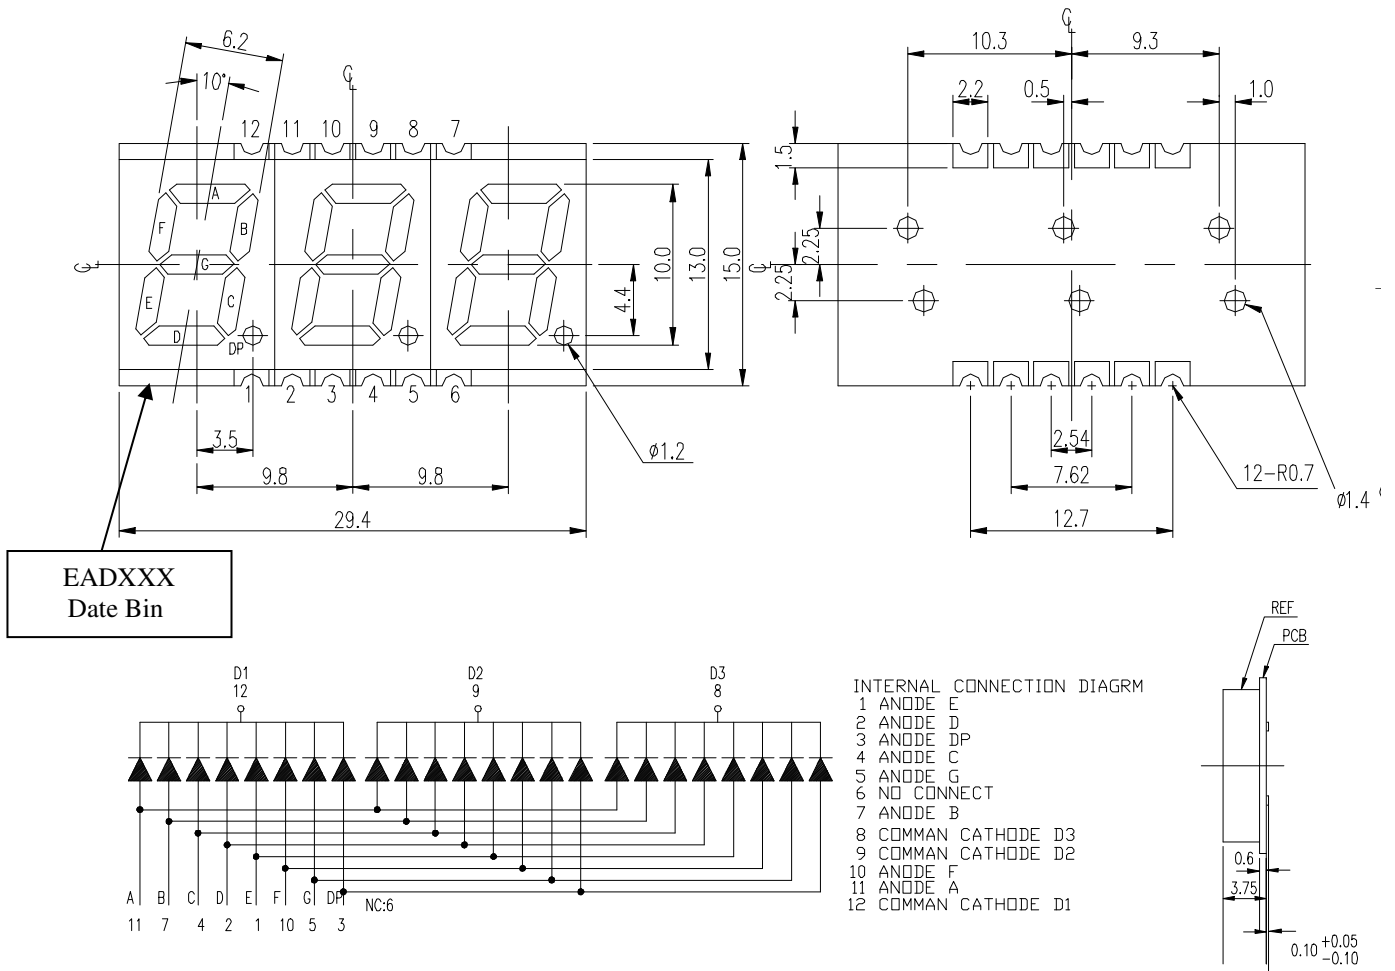 6.2
10°
12 11 10 9 8 7
A
F B
G
E C
D
DP
1 2 3 4 5 6
3.5
9.8 9.8
29.4
4.4
10.0
13.0
15.0
ø1.2
EADXXX
Date Bin
10.3 9.3
2.2 0.5 1.0
1.5
2.25
2.25
2.54
7.62
12.7
12-R0.7
ø1.4
REF
PCB
0.6
3.75
0.10 +0.05
-0.10
D1 D2 D3
12 9 8
A B C D E F G DP
11 7 4 2 1 10 5 3
NC:6
INTERNAL CONNECTION DIAGRM
1 ANODE E
2 ANODE D
3 ANODE DP
4 ANODE C
5 ANODE G
6 NO CONNECT
7 ANODE B
8 COMMAN CATHODE D3
9 COMMAN CATHODE D2
10 ANODE F
11 ANODE A
12 COMMAN CATHODE D1